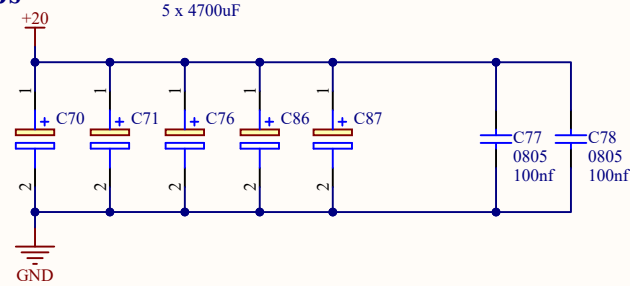 5 x 4700uF
+20
1
1
1
1
1
+ C70
+ C71
+ C76
+ C86
+ C87
C77
0805
100nf
C78
0805
100nf
2
2
2
2
2
GND